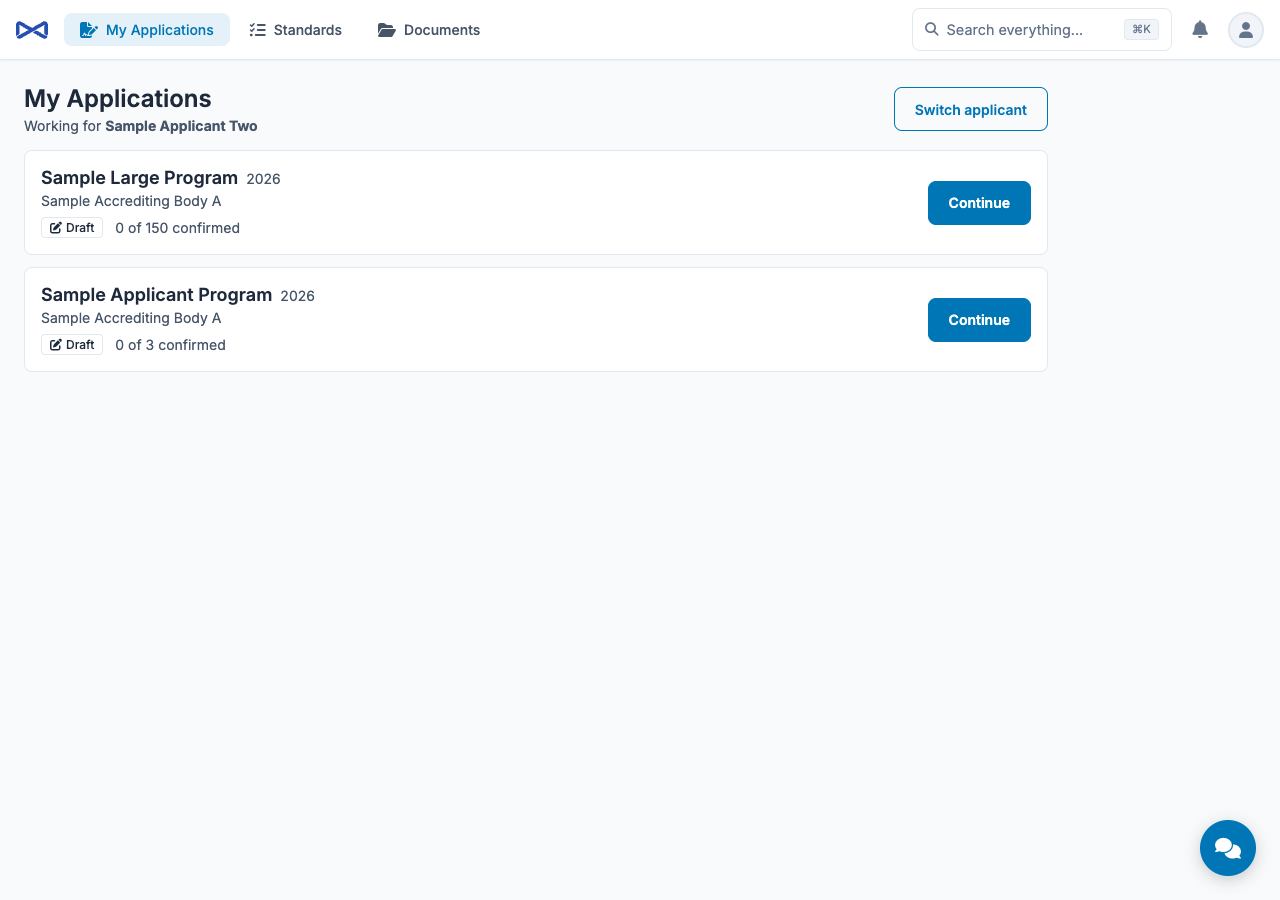 My Applications
Standards
Documents
Search everything...
⌘K
My Applications
Working for Sample Applicant Two
Switch applicant
Sample Large Program 2026
Sample Accrediting Body A
Draft 0 of 150 confirmed
Continue
Sample Applicant Program 2026
Sample Accrediting Body A
Draft 0 of 3 confirmed
Continue